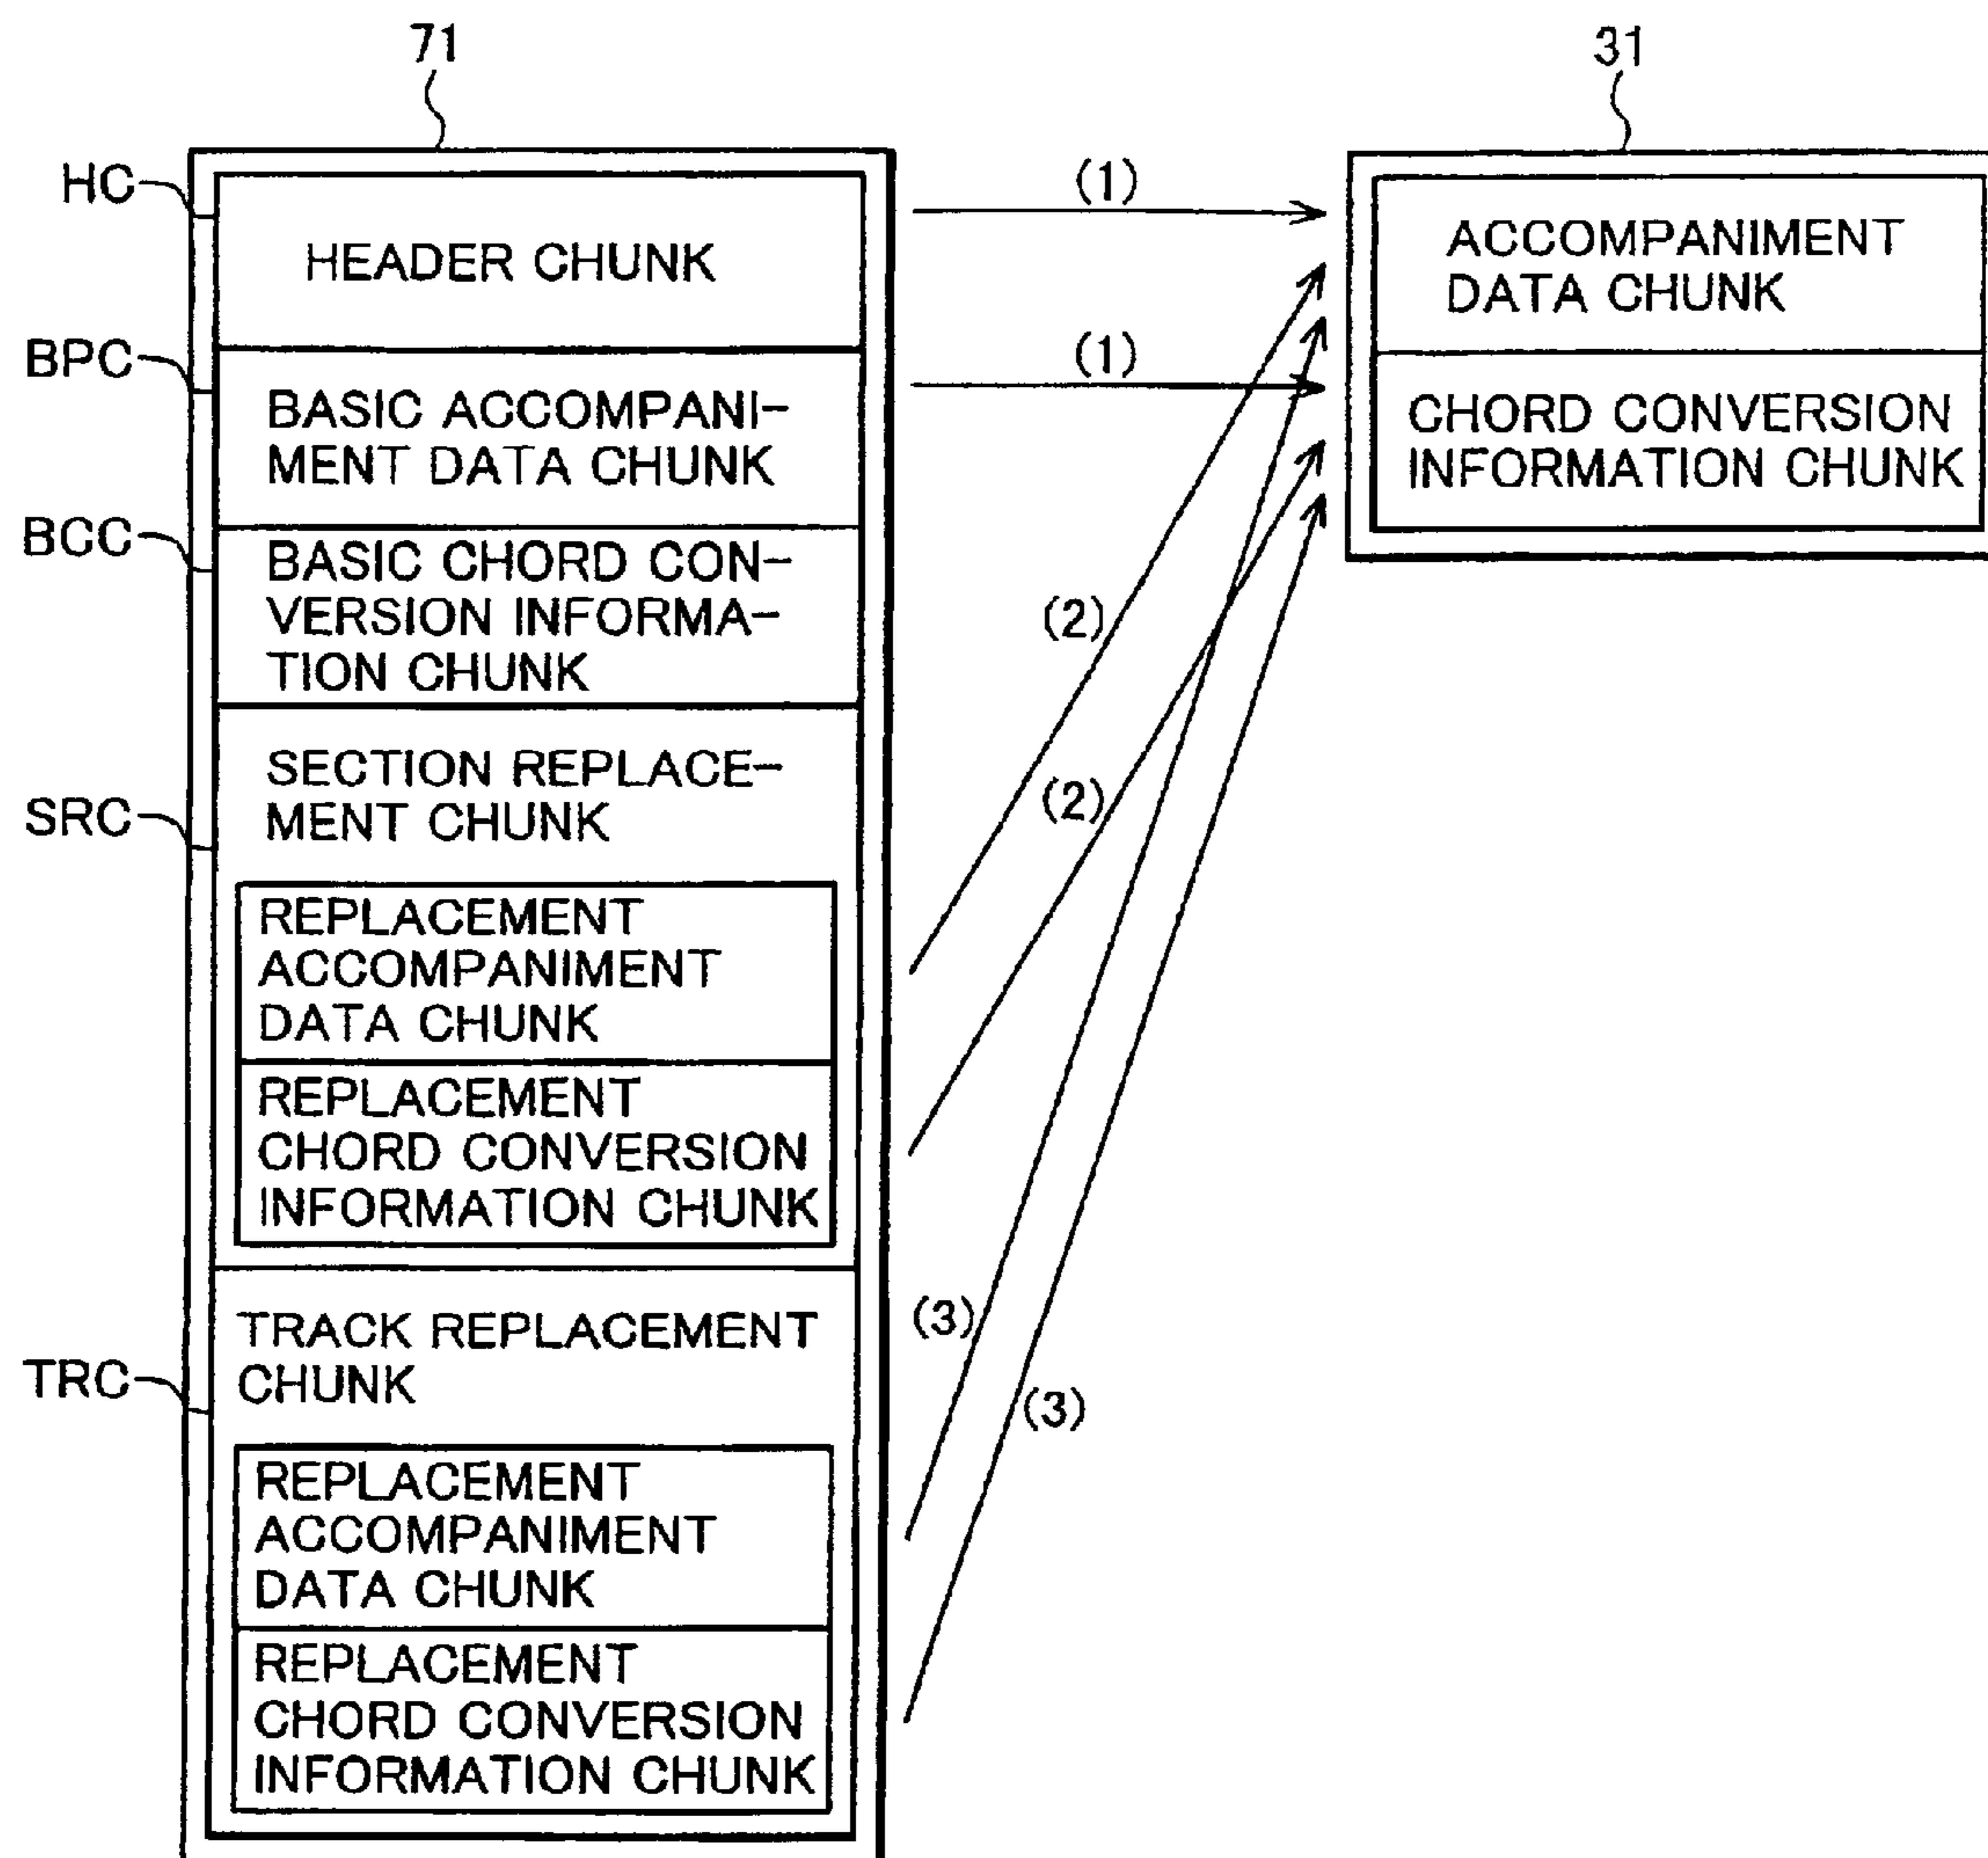 71
31
HC
HEADER CHUNK
BPC
BASIC ACCOMPANI-
MENT DATA CHUNK
BCC
BASIC CHORD CON-
VERSION INFORMA-
TION CHUNK
SRC
SECTION REPLACE-
MENT CHUNK
REPLACEMENT
ACCOMPANIMENT
DATA CHUNK
REPLACEMENT
CHORD CONVERSION
INFORMATION CHUNK
TRC
TRACK REPLACEMENT
CHUNK
REPLACEMENT
ACCOMPANIMENT
DATA CHUNK
REPLACEMENT
CHORD CONVERSION
INFORMATION CHUNK
(1)
(1)
(2)
(2)
(3)
(3)
ACCOMPANIMENT
DATA CHUNK
CHORD CONVERSION
INFORMATION CHUNK